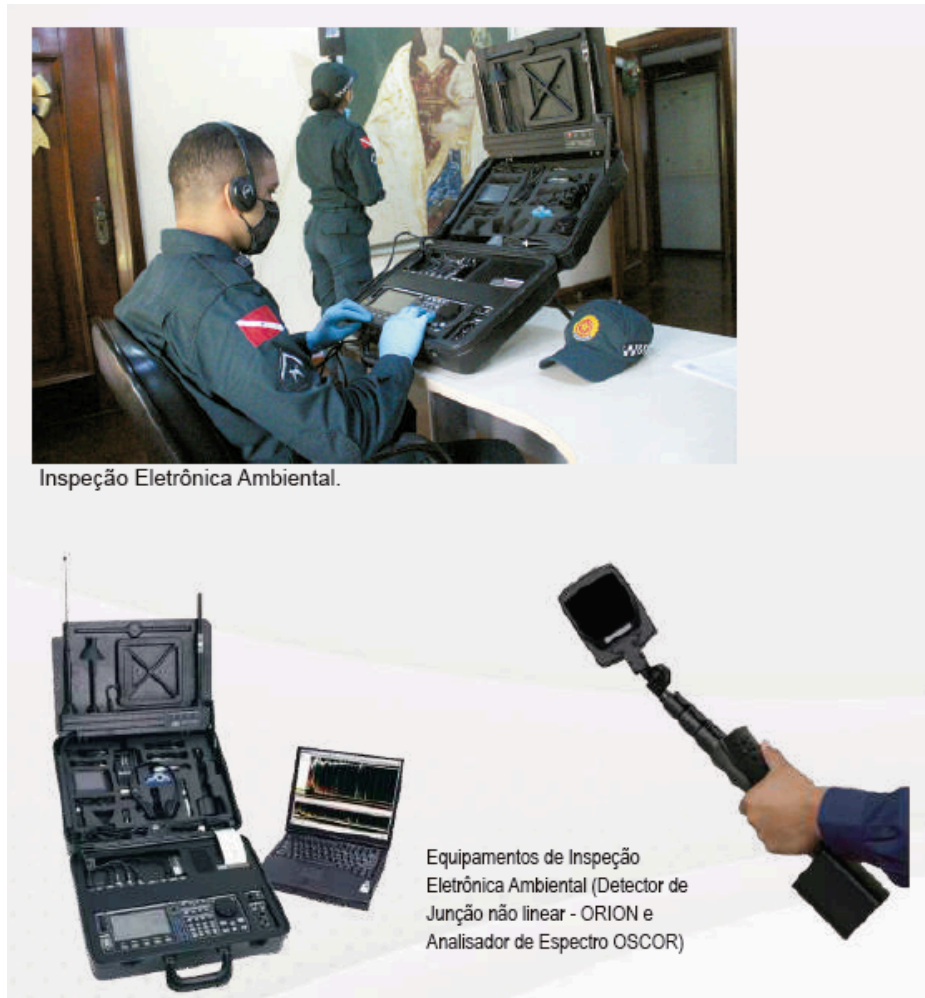 Inspeção Eletrônica Ambiental.
Equipamentos de Inspeção
Eletrônica Ambiental (Detector de
Junção não linear - ORION e
Analisador de Espectro OSCOR)